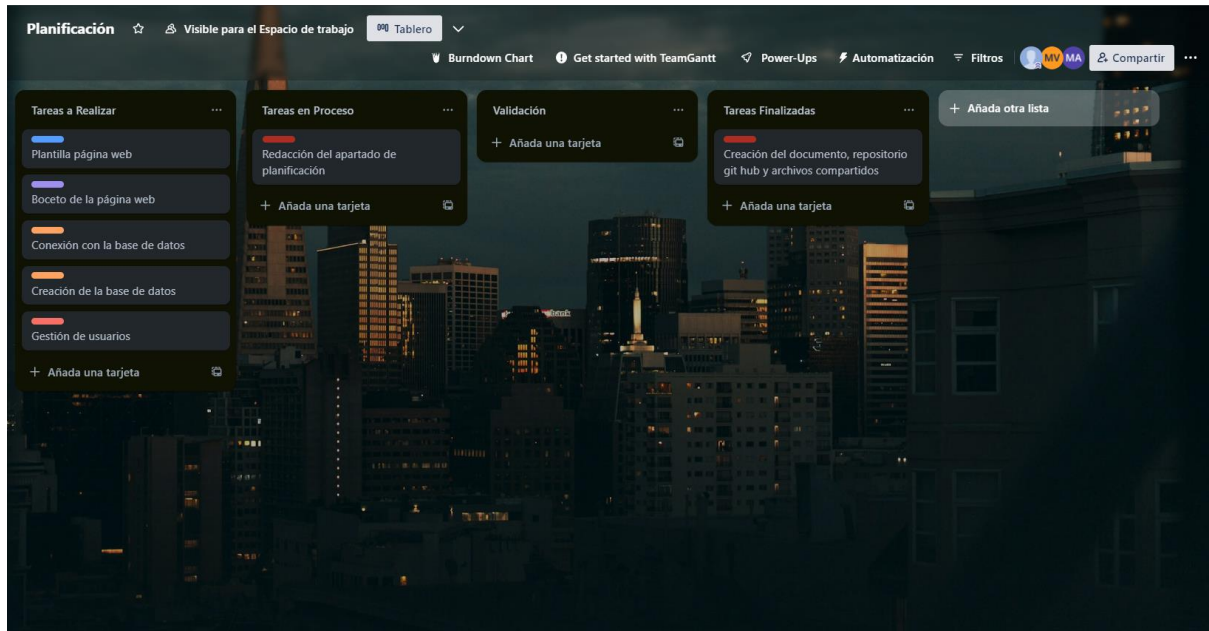 Planificación
Visible para el Espacio de trabajo
Tablero
Burndown Chart
Get started with TeamGantt
Power-Ups
Automatización
Filtros
MV
MA
Compartir
Tareas a Realizar
Plantilla página web
Boceto de la página web
Conexión con la base de datos
Creación de la base de datos
Gestión de usuarios
+ Añada una tarjeta
Tareas en Proceso
Redacción del apartado de
planificación
+ Añada una tarjeta
Validación
+ Añada una tarjeta
Tareas Finalizadas
Creación del documento, repositorio
git hub y archivos compartidos
+ Añada una tarjeta
+ Añada otra lista